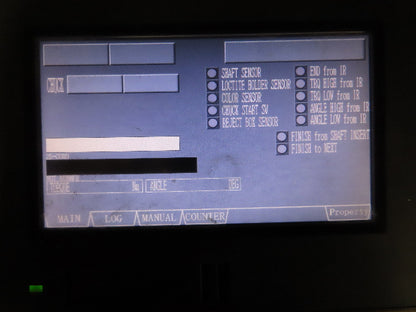 SHAFT SENSOR
LOCTITE HOLDER SENSOR
COLOR SENSOR
CHUCK START SW
REJECT BOX SENSOR
END from IR
TRQ HIGH from IR
TRQ LOW from IR
ANGLE HIGH from IR
ANGLE LOW from IR
CHUCK
FINISH from SHAFT INSERT
FINISH to NEXT
TORQUE Nm ANGLE DEG
MAIN LOG MANUAL COUNTER Property